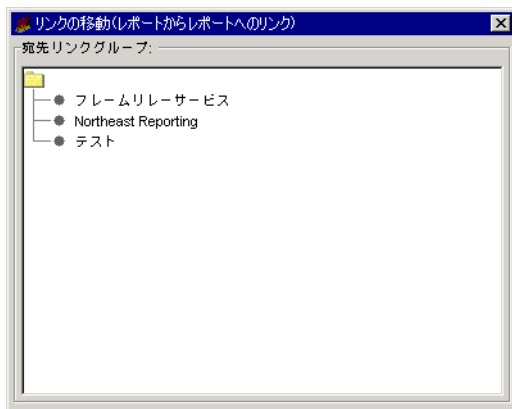 リンクの移動(レポートからレポートへのリンク)
宛先リンクグループ:
フレームリレーサービス
Northeast Reporting
テスト